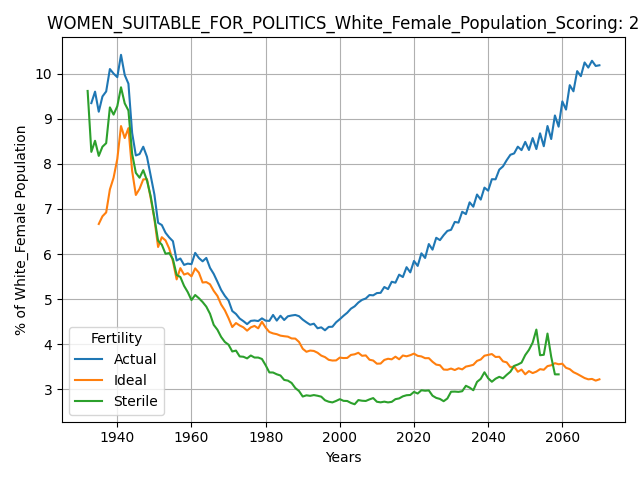 WOMEN_SUITABLE_FOR_POLITICS_White_Female_Population_Scoring: 2
% of White_Female Population
10
9
8
7
6
5
4
3
Fertility
Actual
Ideal
Sterile
1940 1960 1980 2000 2020 2040 2060
Years